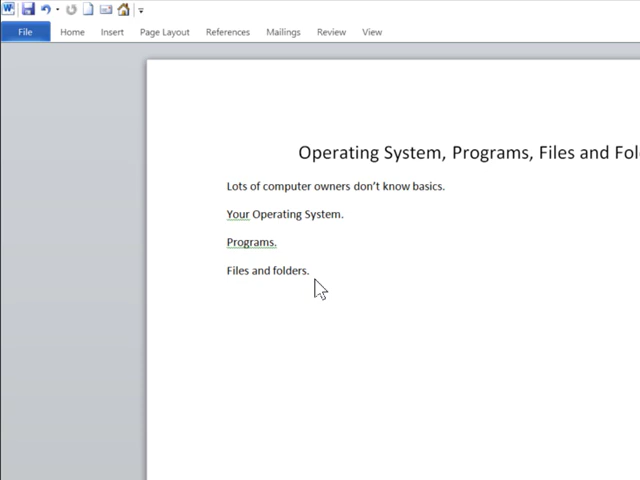 File Home Insert Page Layout References Mailings Review View
Operating System, Programs, Files and
Lots of computer owners don't know basics.
Your Operating System.
Programs.
Files and folders.